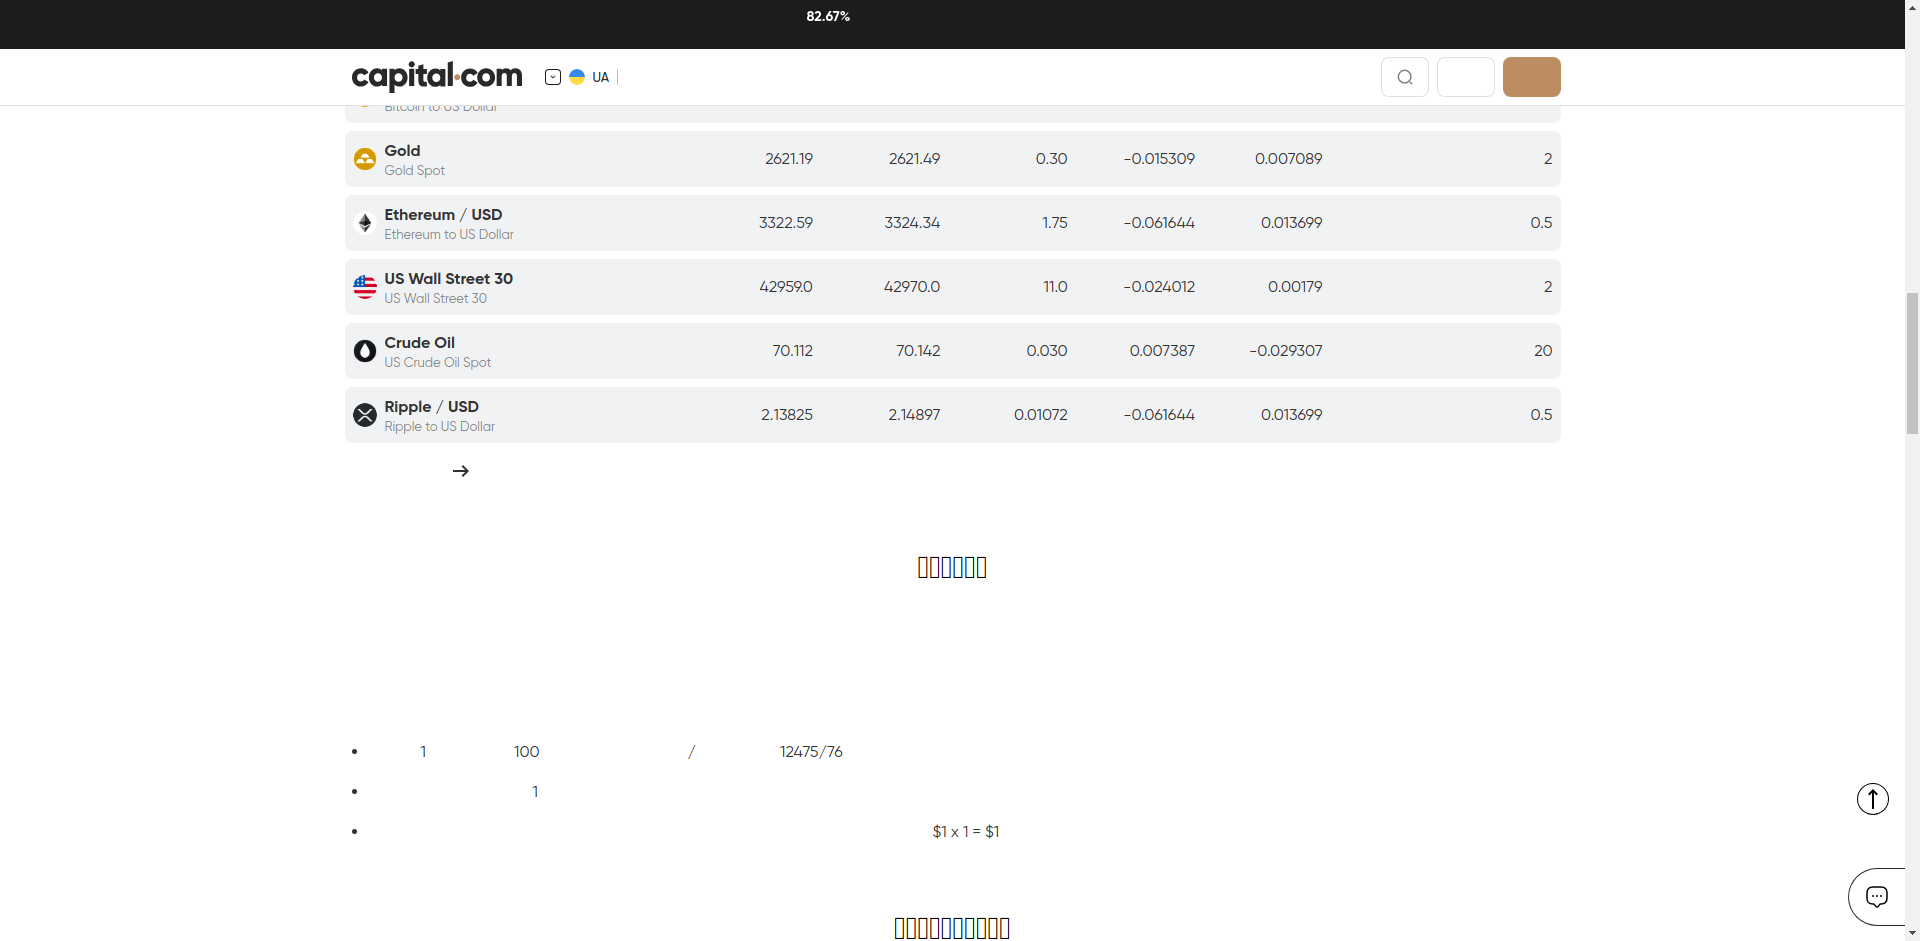 82.67%
capital.com
UA
Bitcoin to US Dollar
Gold 2621.19 2621.49 0.30 -0.015309 0.007089 2
Gold Spot
Ethereum / USD 3322.59 3324.34 1.75 -0.061644 0.013699 0.5
Ethereum to US Dollar
US Wall Street 30 42959.0 42970.0 11.0 -0.024012 0.00179 2
US Wall Street 30
Crude Oil 70.112 70.142 0.030 0.007387 -0.029307 20
US Crude Oil Spot
Ripple / USD 2.13825 2.14897 0.01072 -0.061644 0.013699 0.5
Ripple to US Dollar
1 100 / 12475/76
1
$1 x 1 = $1